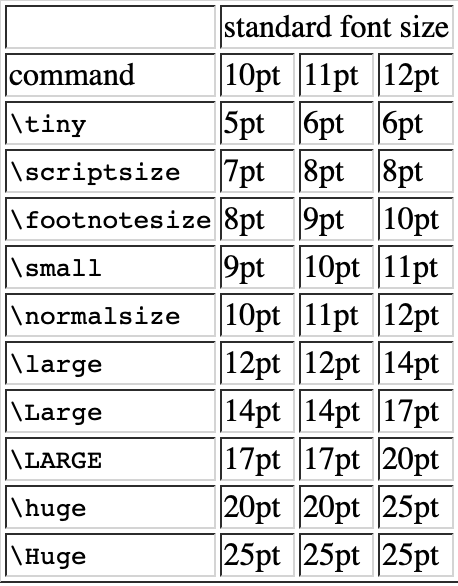 standard font size
command 10pt 11pt 12pt
\tiny 5pt 6pt 6pt
\scriptsize 7pt 8pt 8pt
\footnotesize 8pt 9pt 10pt
\small 9pt 10pt 11pt
\normalsize 10pt 11pt 12pt
\large 12pt 12pt 14pt
\Large 14pt 14pt 17pt
\LARGE 17pt 17pt 20pt
\huge 20pt 20pt 25pt
\Huge 25pt 25pt 25pt